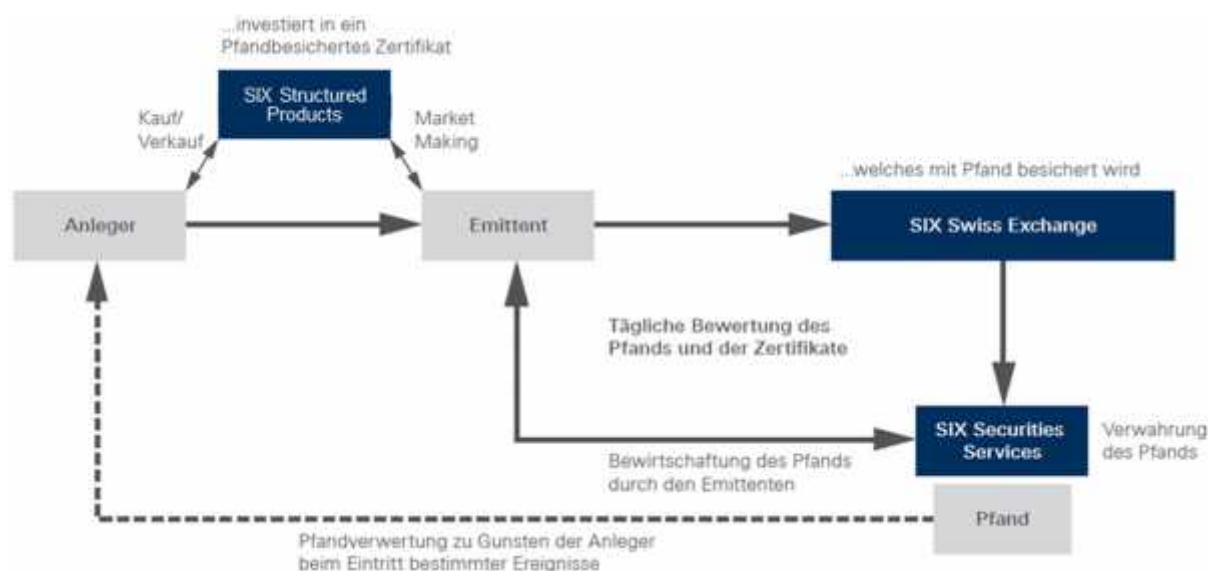 ...investiert in ein
Pfandbesichertes Zertifikat
SIX Structured
Products
Kauf/
Verkauf
Market
Making
...welches mit Pfand besichert wird
Anleger
Emittent
SIX Swiss Exchange
Tägliche Bewertung des
Pfands und der Zertifikate
SIX Securities
Services
Verwahrung
des Pfands
Bewirtschaftung des Pfands
durch den Emittenten
Pfand
Pfandverwertung zu Gunsten der Anleger
beim Eintritt bestimmter Ereignisse